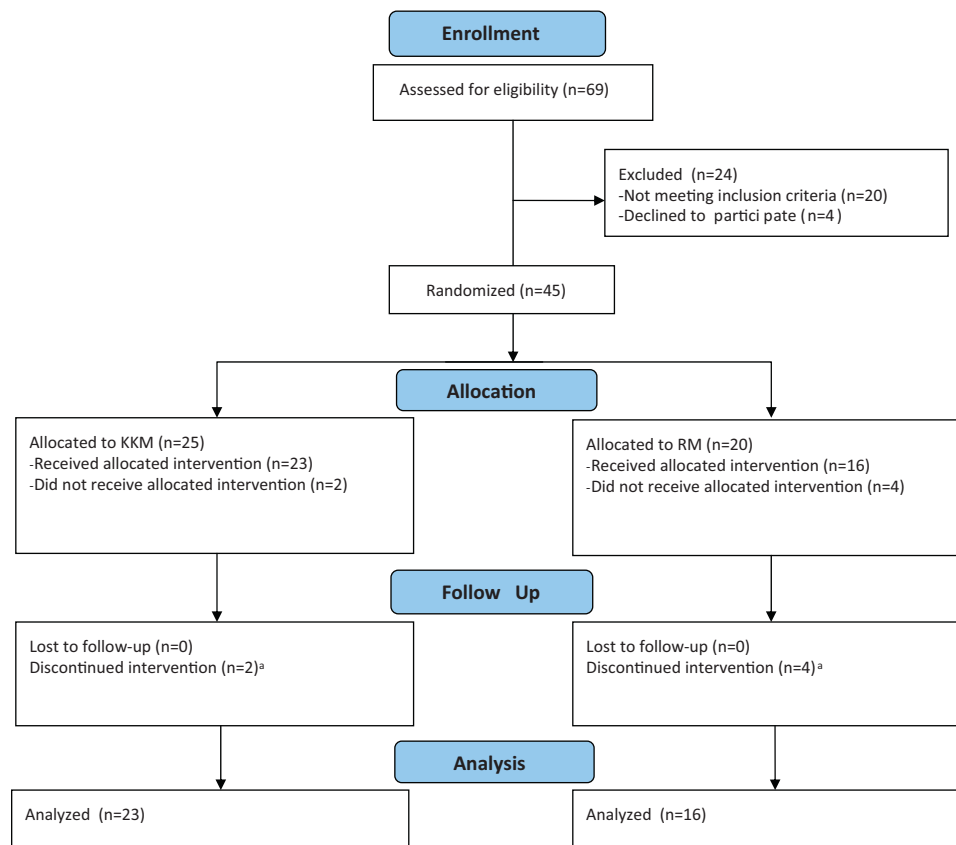 Enrollment
Assessed for eligibility (n=69)
Excluded (n=24)
-Not meeting inclusion criteria (n=20)
-Declined to partici pate (n=4)
Randomized (n=45)
Allocation
Allocated to KKM (n=25)
-Received allocated intervention (n=23)
-Did not receive allocated intervention (n=2)
Allocated to RM (n=20)
-Received allocated intervention (n=16)
-Did not receive allocated intervention (n=4)
Follow Up
Lost to follow-up (n=0)
Discontinued intervention (n=2)ᵃ
Lost to follow-up (n=0)
Discontinued intervention (n=4)ᵃ
Analysis
Analyzed (n=23)
Analyzed (n=16)